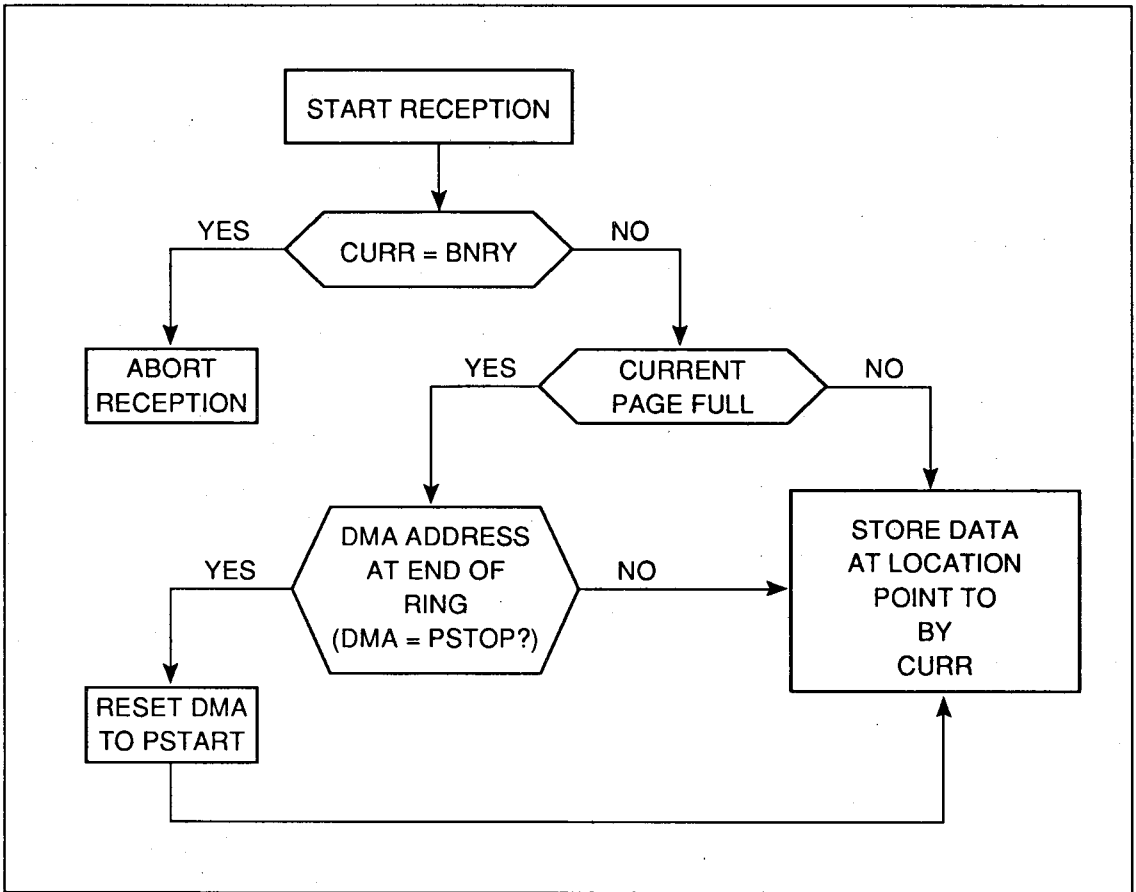 START RECEPTION
YES
CURR = BNRY
NO
ABORT
RECEPTION
YES
CURRENT
PAGE FULL
NO
YES
DMA ADDRESS
AT END OF
RING
(DMA = PSTOP?)
NO
STORE DATA
AT LOCATION
POINT TO
BY
CURR
RESET DMA
TO PSTART